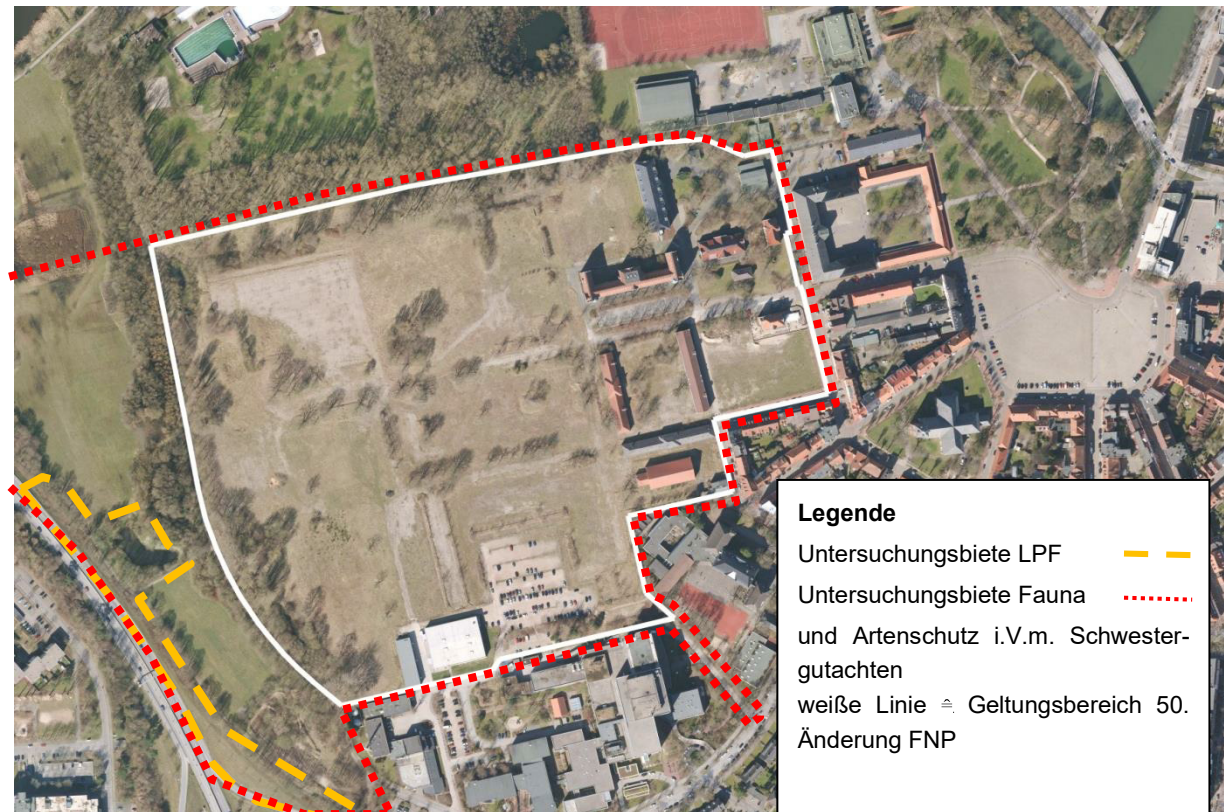 Legende
Untersuchungsbiete LPF
Untersuchungsbiete Fauna
und Artenschutz i.V.m. Schwester-
gutachten
weiße Linie ≙ Geltungsbereich 50.
Änderung FNP